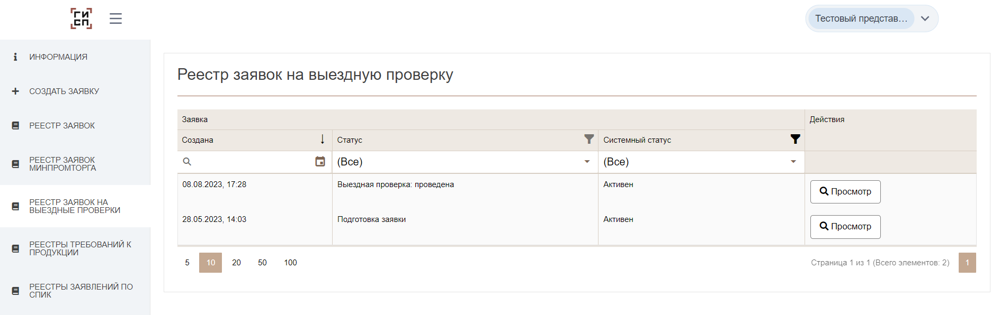 ГИ
СП
Тестовый представ...
ИНФОРМАЦИЯ
СОЗДАТЬ ЗАЯВКУ
РЕЕСТР ЗАЯВОК
РЕЕСТР ЗАЯВОК
МИНПРОМТОРГА
РЕЕСТР ЗАЯВОК НА
ВЫЕЗДНЫЕ ПРОВЕРКИ
РЕЕСТРЫ ТРЕБОВАНИЙ К
ПРОДУКЦИИ
РЕЕСТРЫ ЗАЯВЛЕНИЙ ПО
СПИК
Реестр заявок на выездную проверку
Заявка Действия
Создана Статус Системный статус
(Все) (Все)
08.08.2023, 17:28 Выездная проверка: проведена Активен Просмотр
28.05.2023, 14:03 Подготовка заявки Активен Просмотр
5 10 20 50 100 Страница 1 из 1 (Всего элементов: 2) 1